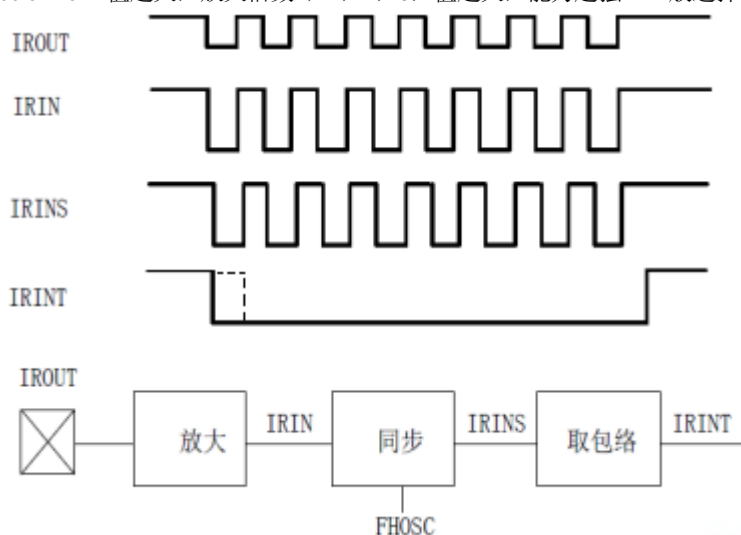 IROUT
IRIN
IRINS
IRINT
IROUT
放大 IRIN 同步 IRINS 取包络 IRINT
FHOSC